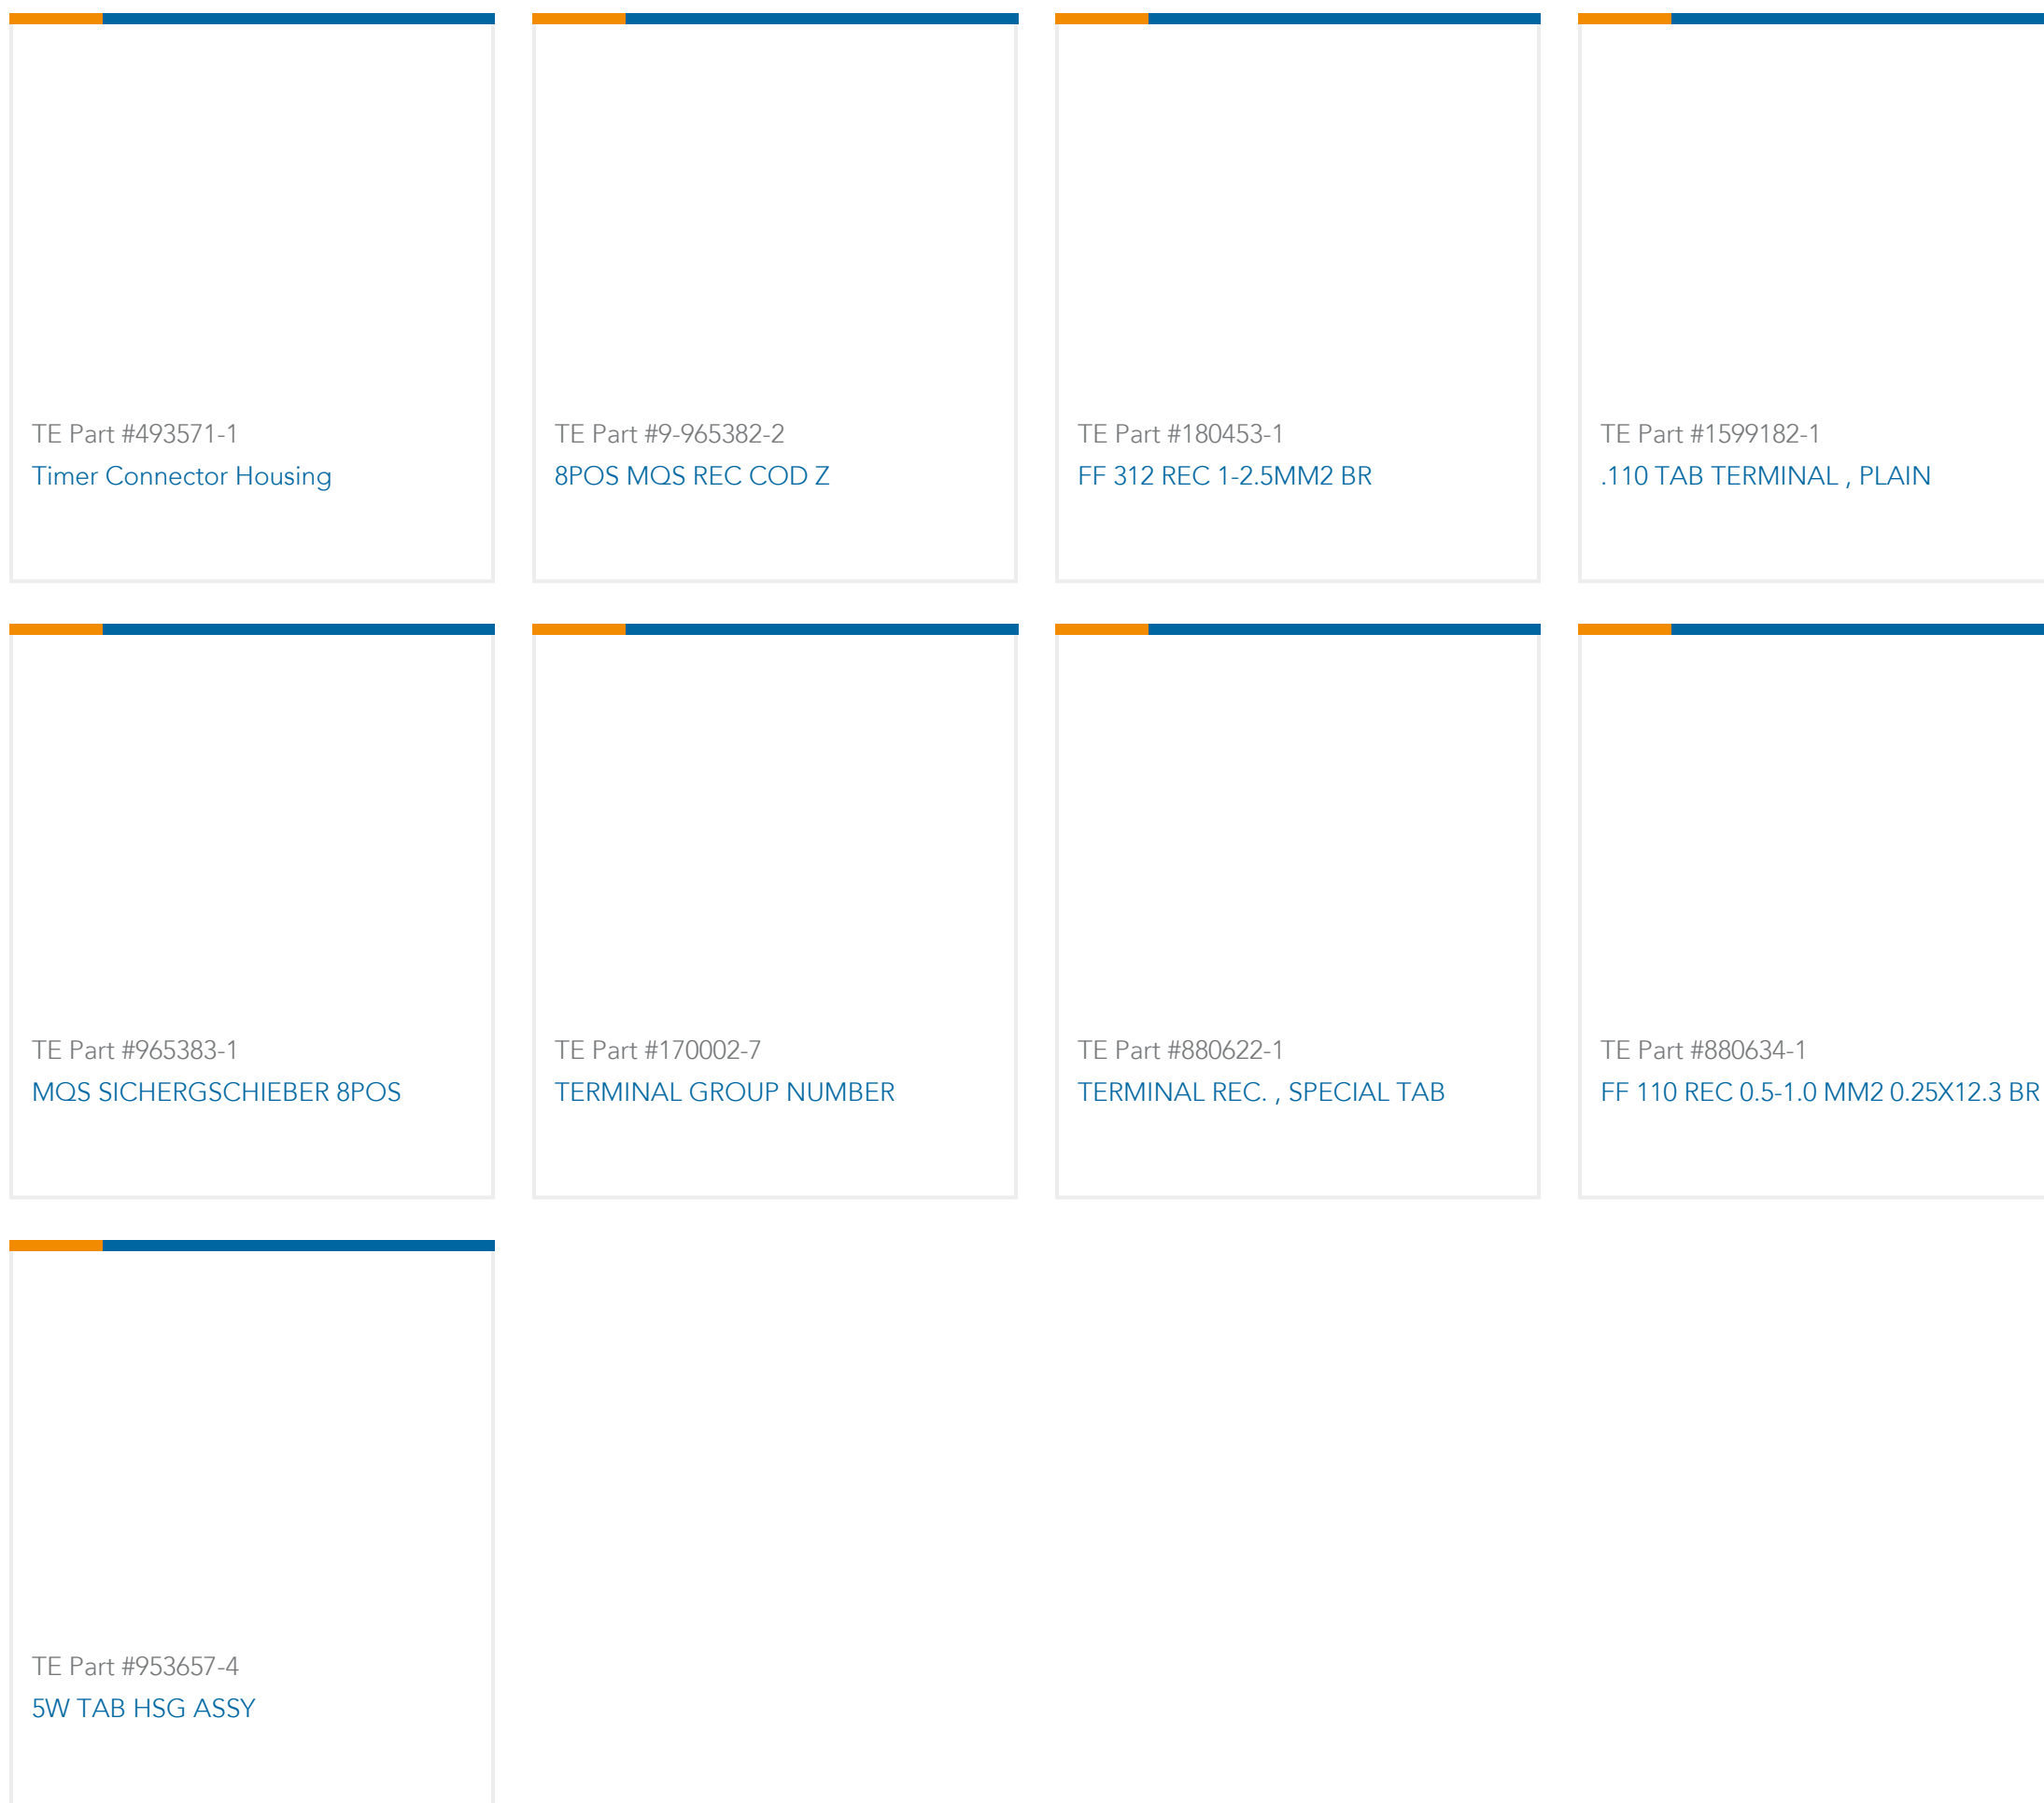 TE Part #493571-1
Timer Connector Housing
TE Part #9-965382-2
8POS MQS REC COD Z
TE Part #180453-1
FF 312 REC 1-2.5MM2 BR
TE Part #1599182-1
.110 TAB TERMINAL , PLAIN
TE Part #965383-1
MQS SICHERGSCHIEBER 8POS
TE Part #170002-7
TERMINAL GROUP NUMBER
TE Part #880622-1
TERMINAL REC. , SPECIAL TAB
TE Part #880634-1
FF 110 REC 0.5-1.0 MM2 0.25X12.3 BR
TE Part #953657-4
5W TAB HSG ASSY